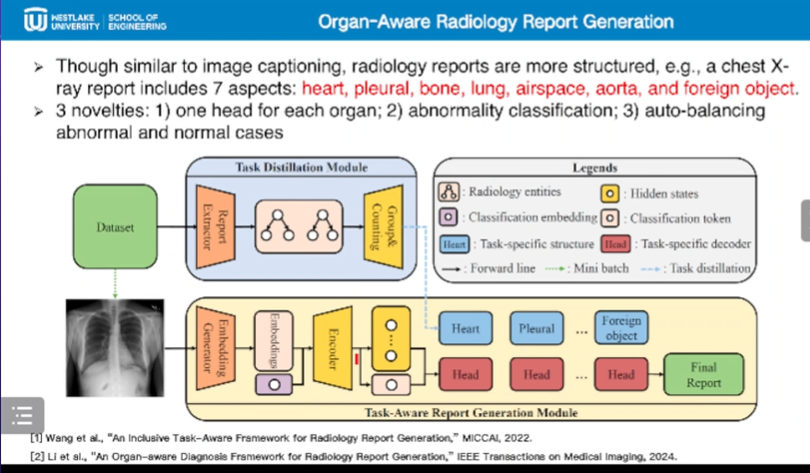 WESTLAKE UNIVERSITY
SCHOOL OF ENGINEERING
Organ-Aware Radiology Report Generation
Though similar to image captioning, radiology reports are more structured, e.g., a chest X-
ray report includes 7 aspects: heart, pleural, bone, lung, airspace, aorta, and foreign object.
3 novelties: 1) one head for each organ; 2) abnormality classification; 3) auto-balancing
abnormal and normal cases
Task Distillation Module
Dataset
Report
Extractor
Group&
Counting
Legends
: Radiology entities
: Hidden states
: Classification embedding
: Classification token
Heart : Task-specific structure
Head : Task-specific decoder
: Forward line
: Mini batch
: Task distillation
Embedding
Generator
Embeddings
Encoder
Heart
Pleural
...
Foreign
object
Head
Head
...
Head
Final
Report
Task-Aware Report Generation Module
[1] Wang et al., "An Inclusive Task-Aware Framework for Radiology Report Generation," MICCAI, 2022.
[2] Li et al., "An Organ-aware Diagnosis Framework for Radiology Report Generation," IEEE Transactions on Medical Imaging, 2024.